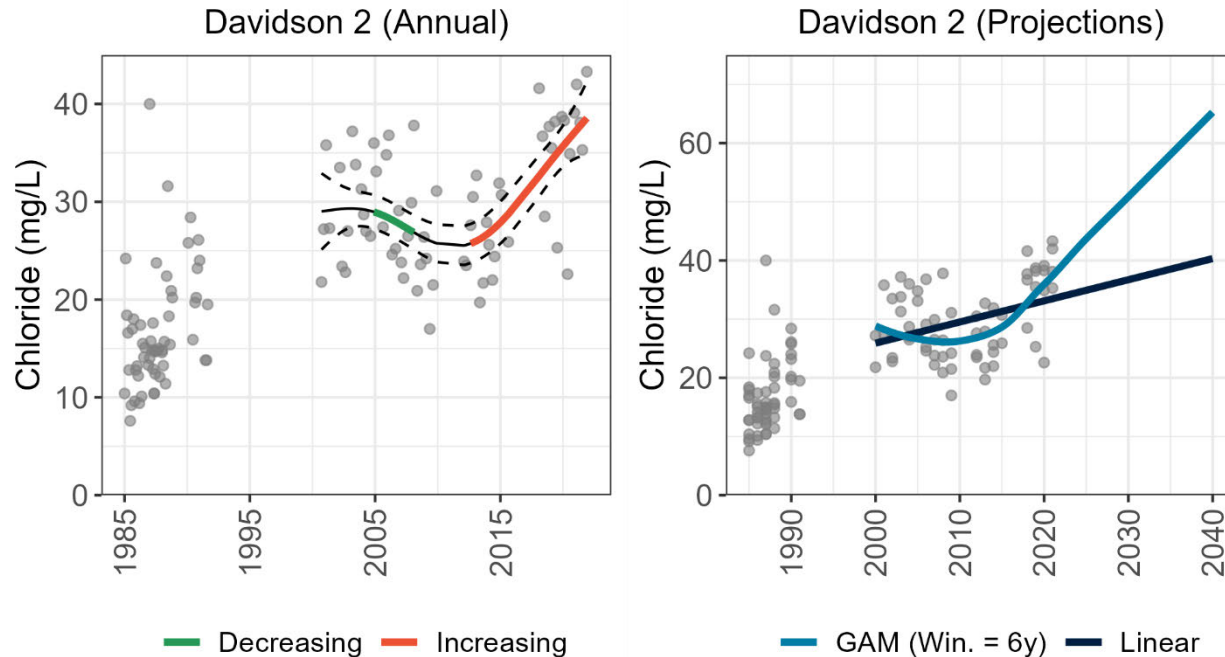 Davidson 2 (Annual)
Chloride (mg/L)
40
30
20
10
0
1985
1995
2005
2015
Decreasing
Increasing
Davidson 2 (Projections)
Chloride (mg/L)
60
40
20
0
1990
2000
2010
2020
2030
2040
GAM (Win. = 6y)
Linear